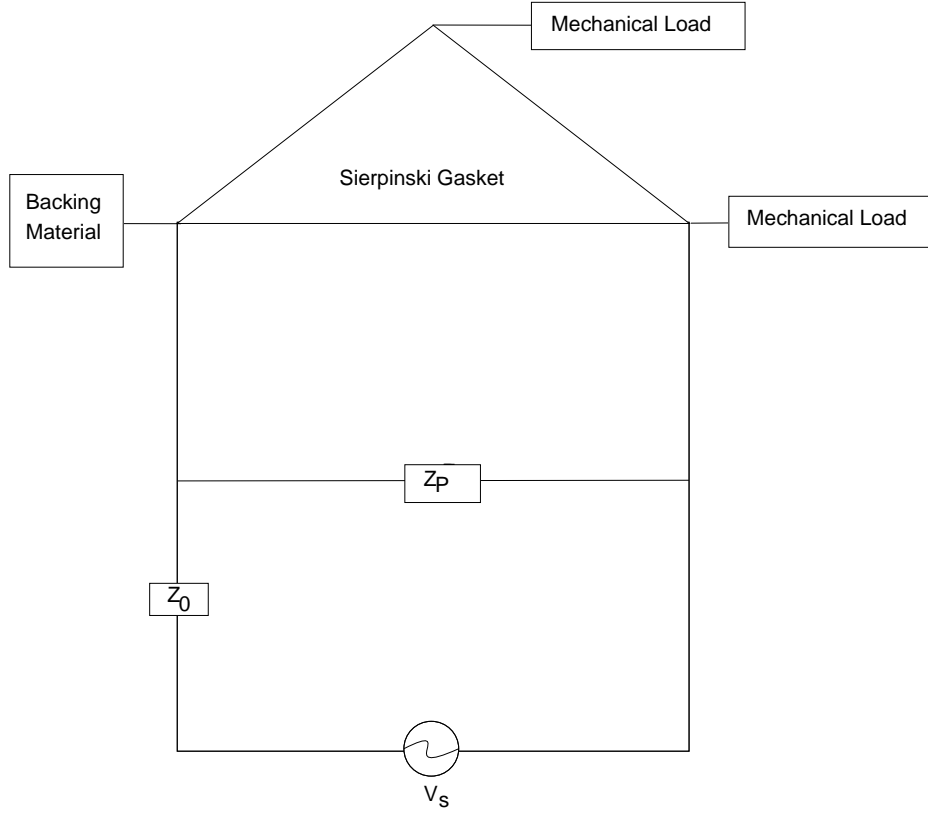 Mechanical Load
Sierpinski Gasket
Backing
Material
Mechanical Load
ZP
Z0
Vs